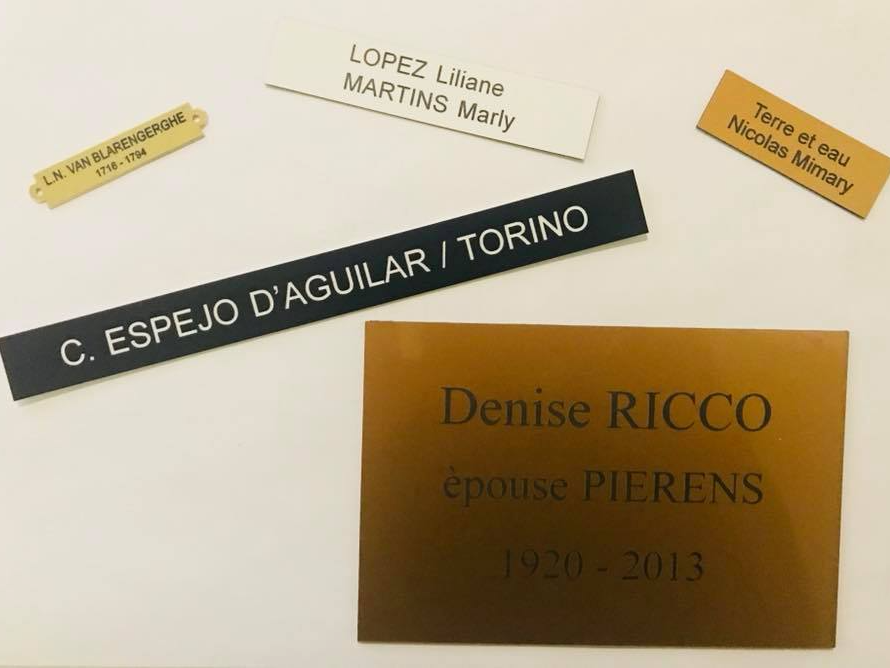 LOPEZ Liliane
MARTINS Marly
Terre et eau
Nicolas Mimary
L.N. VAN BLARENGERGHE
1716 - 1794
C. ESPEJO D'AGUILAR / TORINO
Denise RICCO
èpouse PIERENS
1920 - 2013